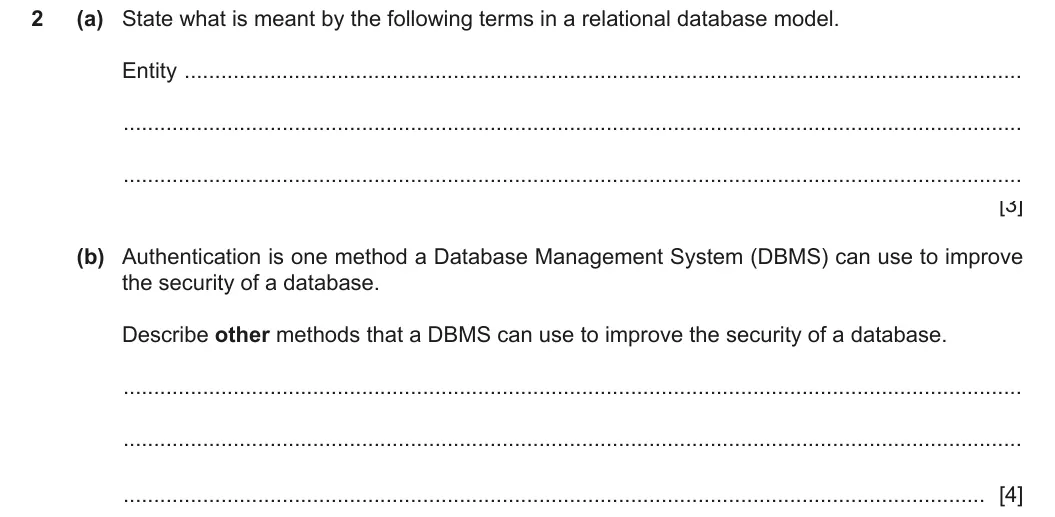 2 (a) State what is meant by the following terms in a relational database model.
Entity ........................................................................................................................................
...................................................................................................................................................
...................................................................................................................................................
[3]
(b) Authentication is one method a Database Management System (DBMS) can use to improve
the security of a database.
Describe other methods that a DBMS can use to improve the security of a database.
...................................................................................................................................................
...................................................................................................................................................
............................................................................................................................................. [4]